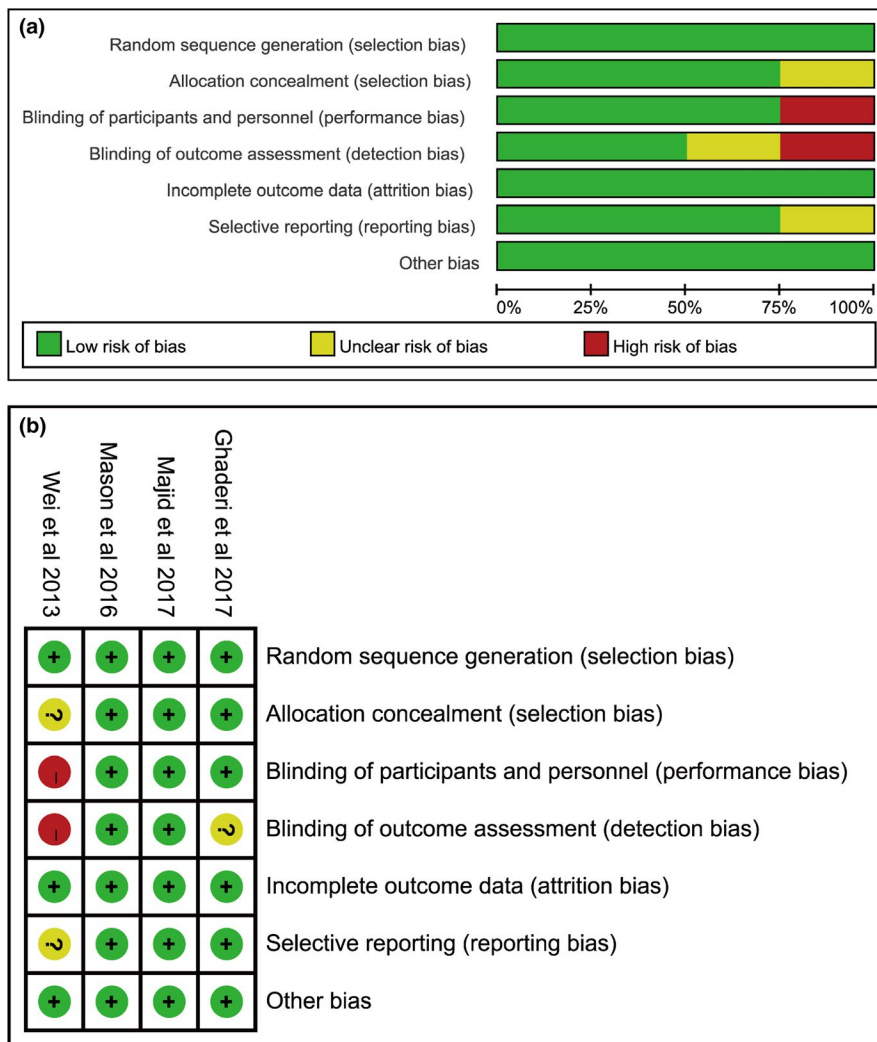 (a)
Random sequence generation (selection bias)
Allocation concealment (selection bias)
Blinding of participants and personnel (performance bias)
Blinding of outcome assessment (detection bias)
Incomplete outcome data (attrition bias)
Selective reporting (reporting bias)
Other bias
0% 25% 50% 75% 100%
Low risk of bias Unclear risk of bias High risk of bias
(b)
Wei et al 2013
Mason et al 2016
Majid et al 2017
Ghaderi et al 2017
+ + + + Random sequence generation (selection bias)
? + + + Allocation concealment (selection bias)
– + + + Blinding of participants and personnel (performance bias)
– + + ? Blinding of outcome assessment (detection bias)
+ + + + Incomplete outcome data (attrition bias)
? + + + Selective reporting (reporting bias)
+ + + + Other bias